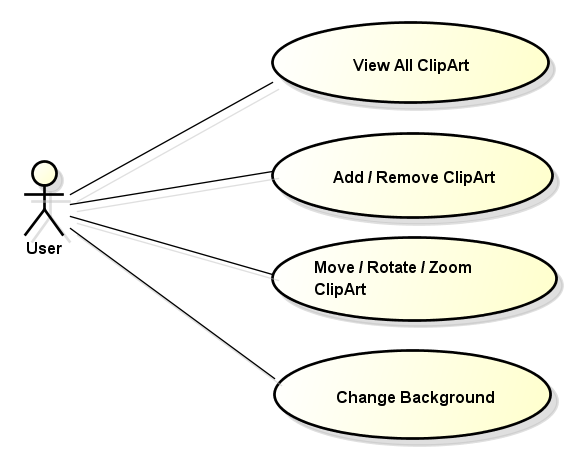 View All ClipArt
Add / Remove ClipArt
User
Move / Rotate / Zoom
ClipArt
Change Background